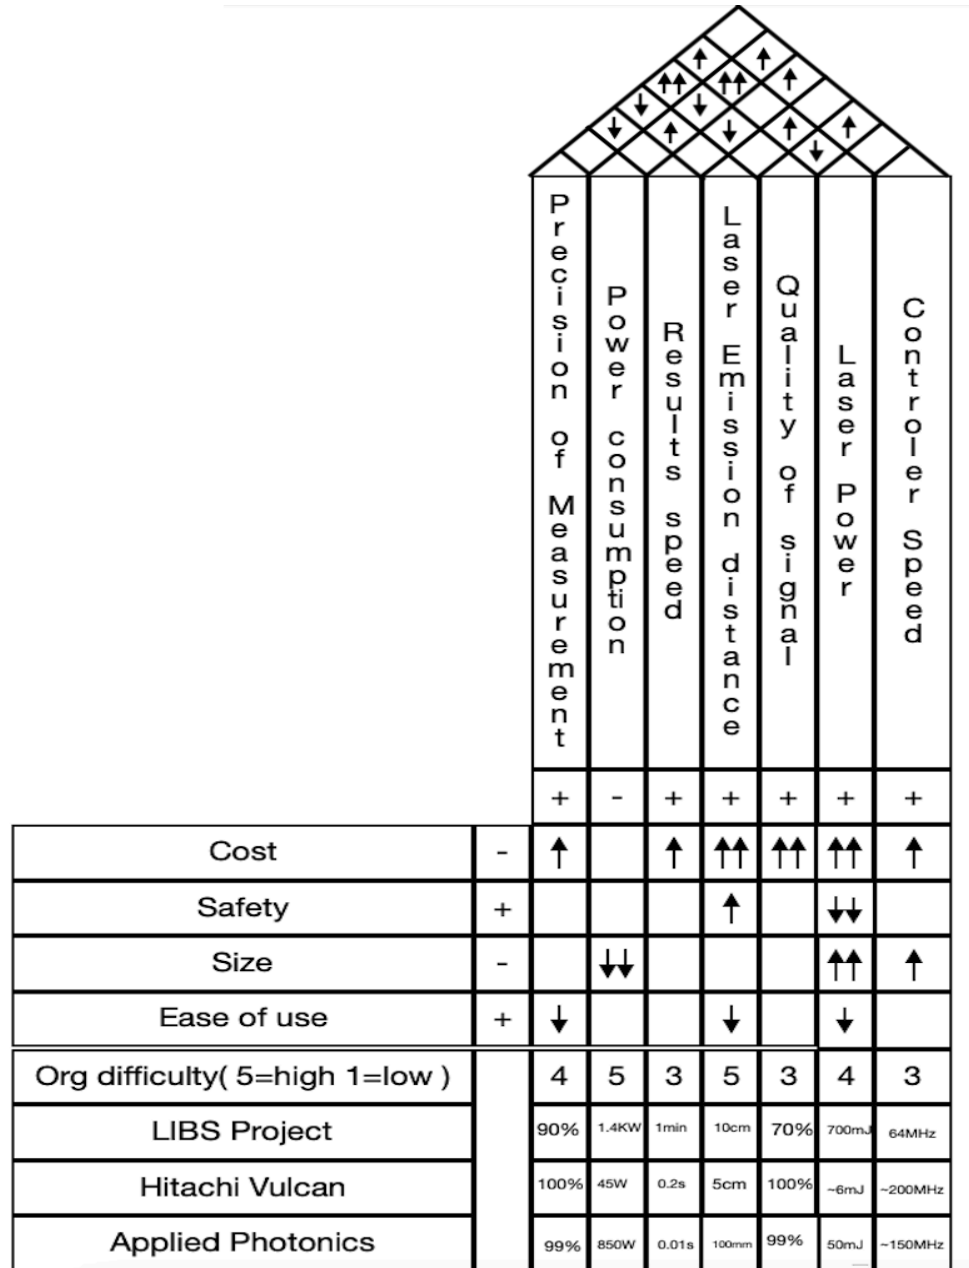 Precision of Measurement
Power consumption
Results speed
Laser Emission distance
Quality of signal
Laser Power
Controler Speed
+ - + + + + +
Cost - ↑ ↑ ↑↑ ↑↑ ↑↑ ↑
Safety + ↑ ↓↓
Size - ↓↓ ↑↑ ↑
Ease of use + ↓ ↓ ↓
Org difficulty( 5=high 1=low ) 4 5 3 5 3 4 3
LIBS Project 90% 1.4KW 1min 10cm 70% 700mJ 64MHz
Hitachi Vulcan 100% 45W 0.2s 5cm 100% ~6mJ ~200MHz
Applied Photonics 99% 850W 0.01s 100mm 99% 50mJ ~150MHz